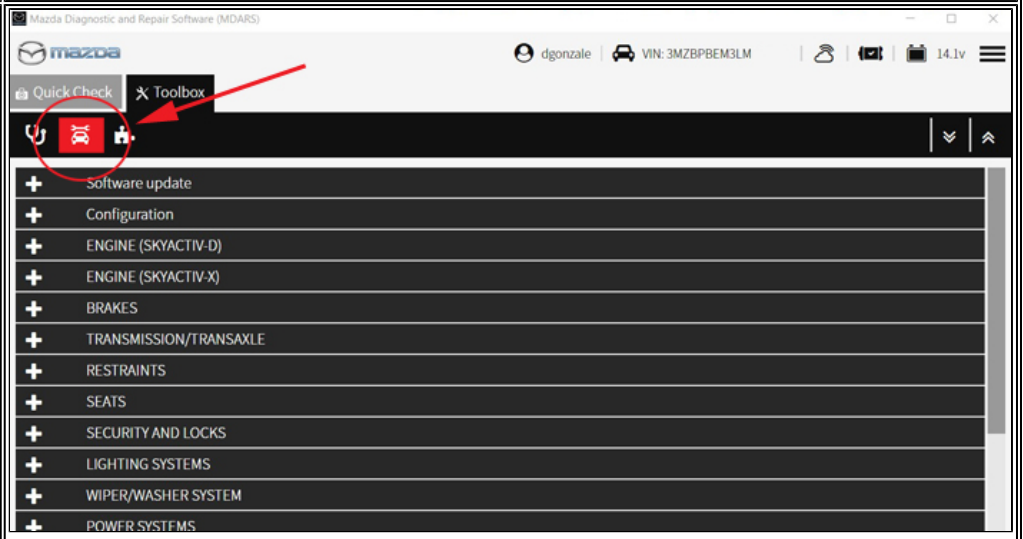 Mazda Diagnostic and Repair Software (MDARS)
mazda
dgonzale
VIN: 3MZBPBEM3LM
14.1v
Quick Check
Toolbox
Software update
Configuration
ENGINE (SKYACTIV-D)
ENGINE (SKYACTIV-X)
BRAKES
TRANSMISSION/TRANSAXLE
RESTRAINTS
SEATS
SECURITY AND LOCKS
LIGHTING SYSTEMS
WIPER/WASHER SYSTEM
POWER SYSTEMS